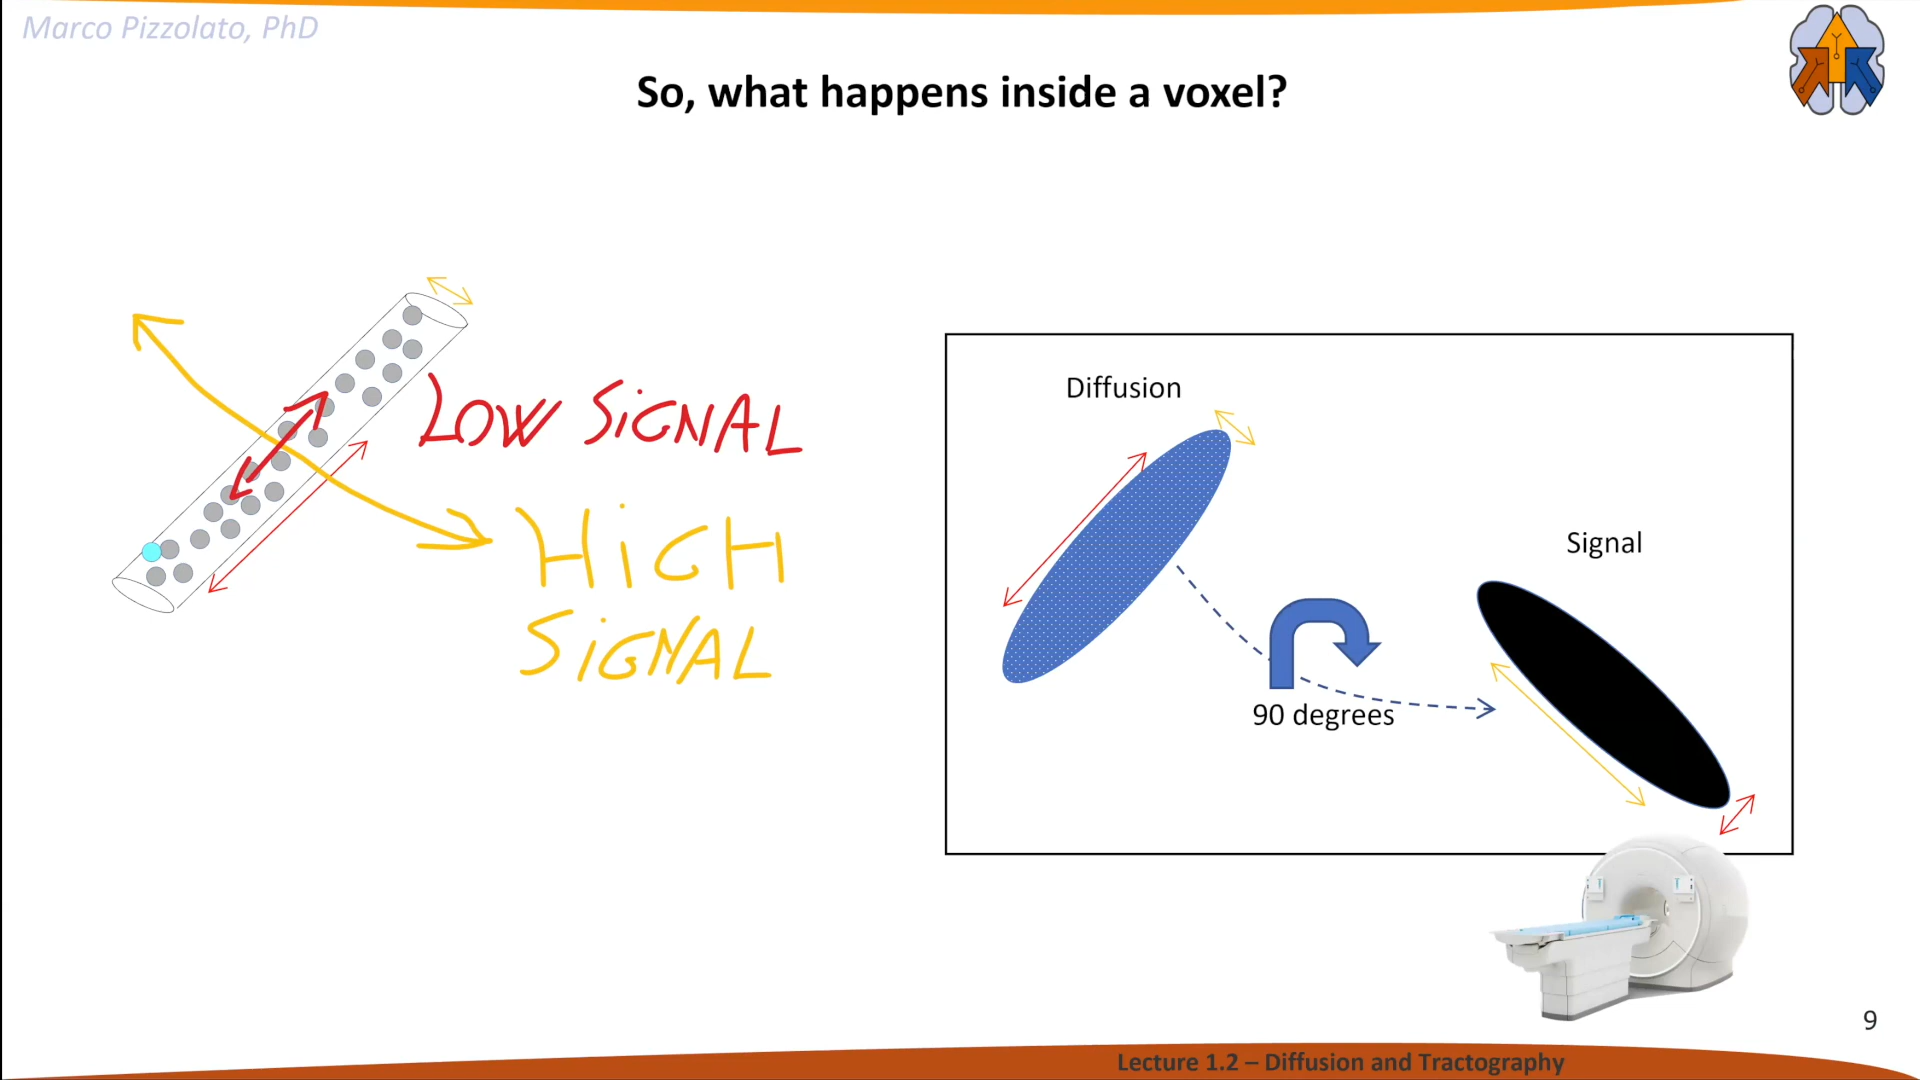 Marco Pizzolato, PhD
So, what happens inside a voxel?
LOW SiGNAL
HiGH
SiGNAL
Diffusion
Signal
90 degrees
9
Lecture 1.2 – Diffusion and Tractography